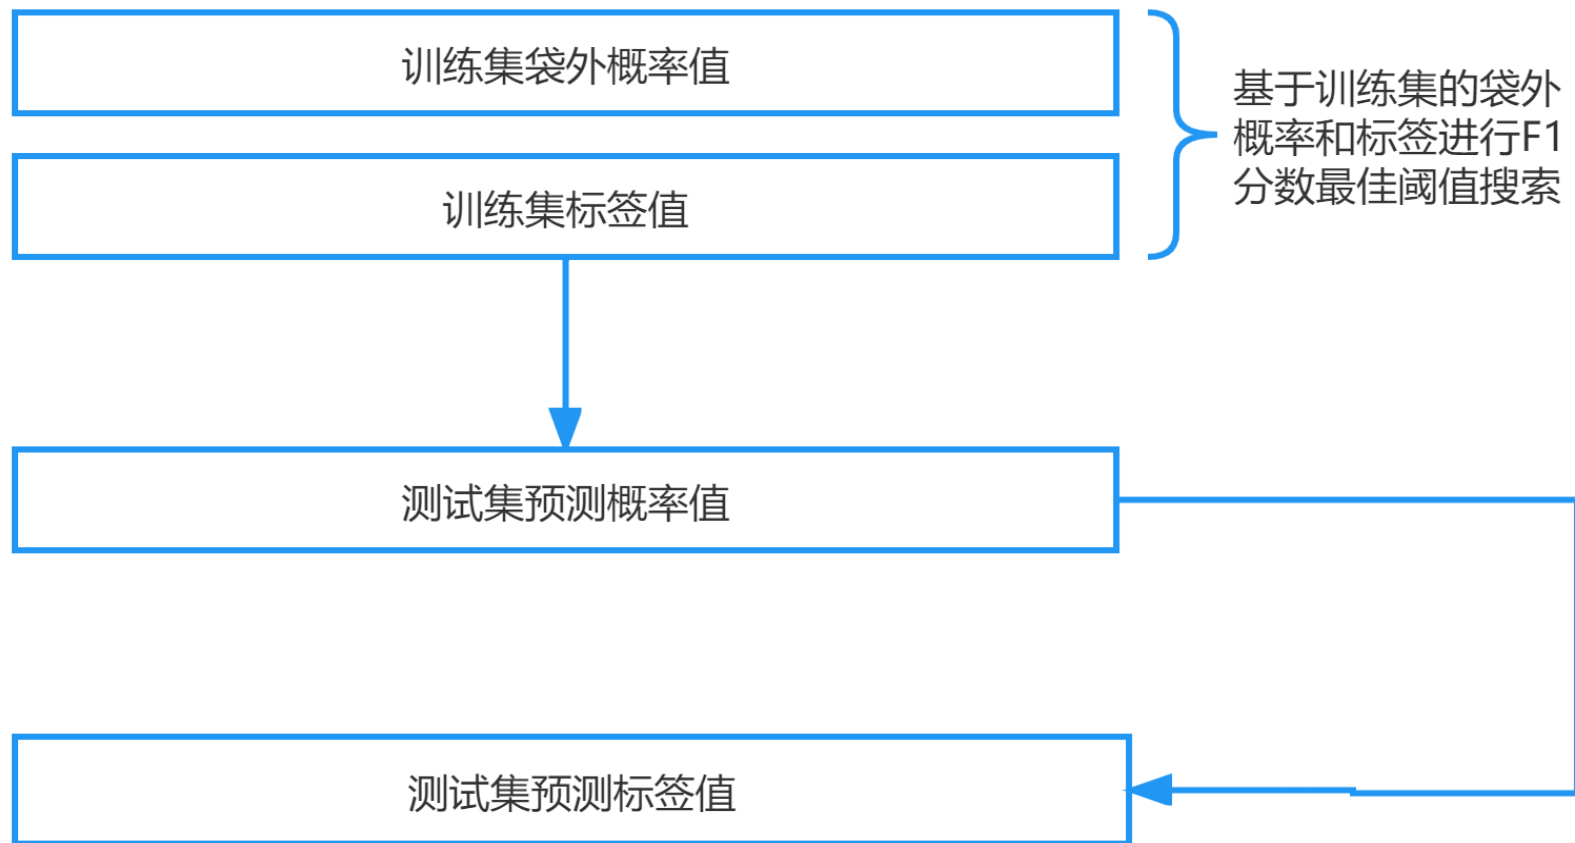 训练集袋外概率值
基于训练集的袋外
概率和标签进行F1
分数最佳阈值搜索
训练集标签值
测试集预测概率值
测试集预测标签值